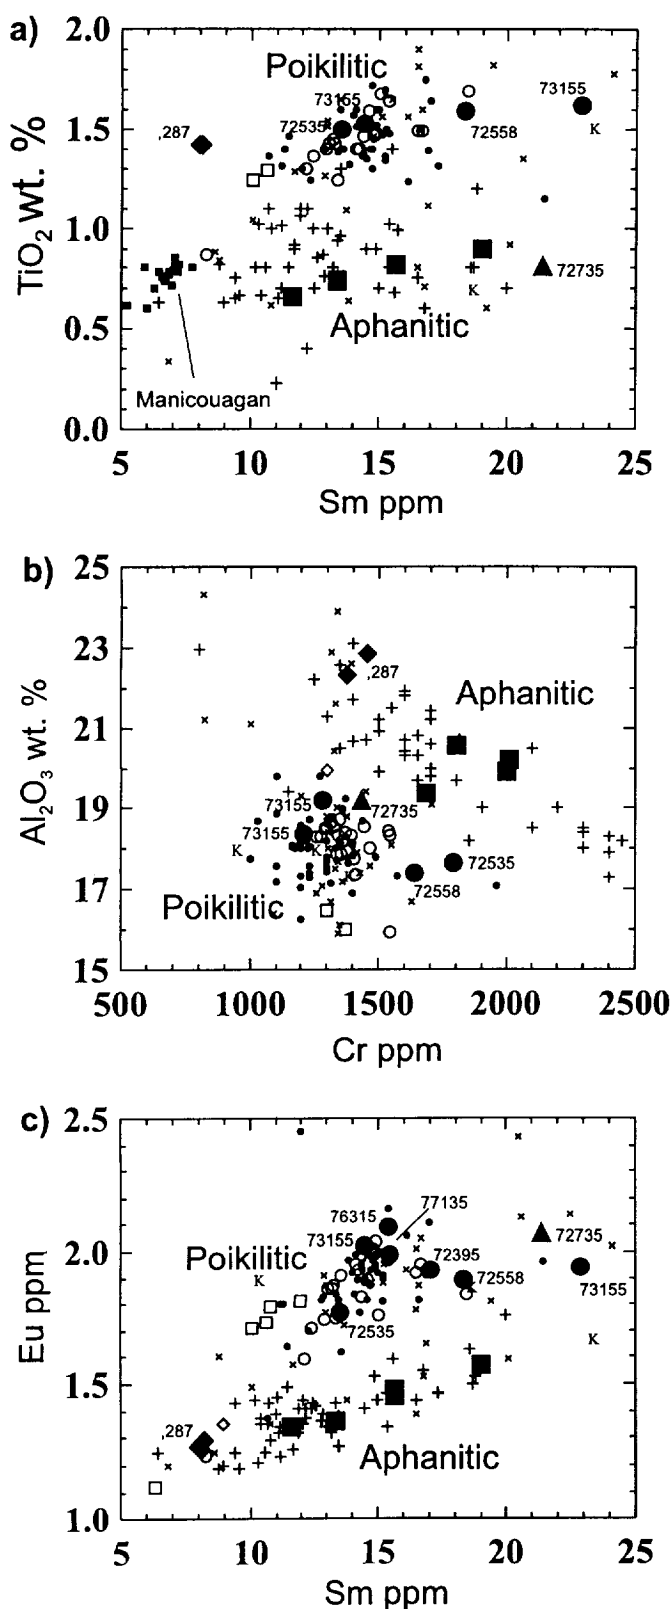 a)
2.0
1.5
1.0
0.5
0.0
TiO2 wt. %
Poikilitic
73155
73155
72535
,287
72558
K
K
72735
Aphanitic
Manicouagan
5
10
15
20
25
Sm ppm
b)
25
23
21
19
17
15
Al2O3 wt. %
,287
Aphanitic
73155
72735
73155
K
K
72535
72558
Poikilitic
500
1000
1500
2000
2500
Cr ppm
c)
2.5
2.0
1.5
1.0
Eu ppm
76315
77135
73155
Poikilitic
72395
72735
K
72558
73155
72535
K
,287
Aphanitic
5
10
15
20
25
Sm ppm